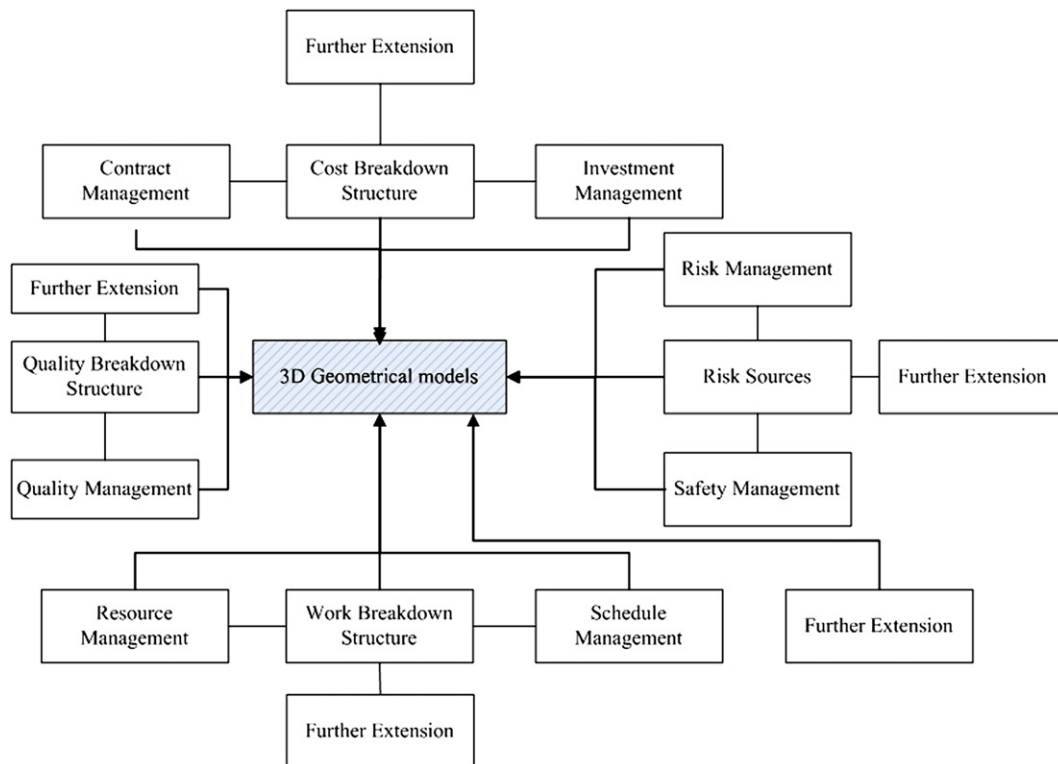 Further Extension
Contract
Management
Cost Breakdown
Structure
Investment
Management
Further Extension
Risk Management
Quality Breakdown
Structure
3D Geometrical models
Risk Sources
Further Extension
Quality Management
Safety Management
Resource
Management
Work Breakdown
Structure
Schedule
Management
Further Extension
Further Extension